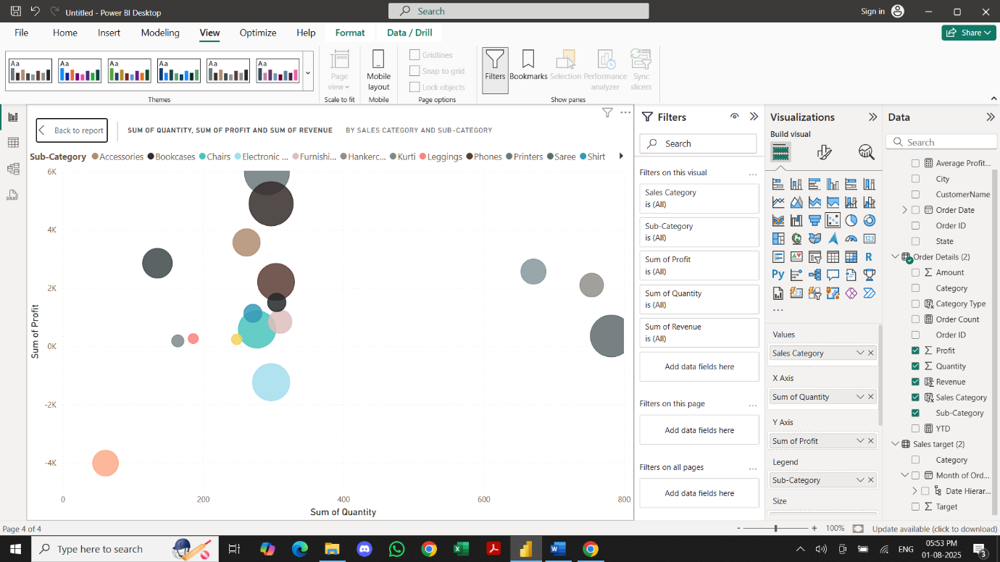 Untitled - Power BI Desktop
Search
Sign in
File Home Insert Modeling View Optimize Help Format Data / Drill
Share
Aa Aa Aa Aa Aa Aa
Themes
Page view
Scale to fit
Mobile layout
Mobile
Gridlines
Snap to grid
Lock objects
Page options
Filters
Bookmarks
Selection
Performance analyzer
Sync slicers
Show panes
Back to report
SUM OF QUANTITY, SUM OF PROFIT AND SUM OF REVENUE BY SALES CATEGORY AND SUB-CATEGORY
Sub-Category Accessories Bookcases Chairs Electronic ... Furnishi... Hankerc... Kurti Leggings Phones Printers Saree Shirt
6K
4K
2K
0K
-2K
-4K
Sum of Profit
0 200 400 600 800
Sum of Quantity
Filters
Search
Filters on this visual ...
Sales Category
is (All)
Sub-Category
is (All)
Sum of Profit
is (All)
Sum of Quantity
is (All)
Sum of Revenue
is (All)
Add data fields here
Filters on this page ...
Add data fields here
Filters on all pages ...
Add data fields here
Visualizations
Build visual
R
Py
123
...
Values
Sales Category
X Axis
Sum of Quantity
Y Axis
Sum of Profit
Legend
Sub-Category
Size
Data
Search
Average Profit...
City
CustomerName
Order Date
Order ID
State
Order Details (2)
Amount
Category
Category Type
Order Count
Order ID
Profit
Quantity
Revenue
Sales Category
Sub-Category
YTD
Sales target (2)
Category
Month of Ord...
Date Hierar...
Target
Page 4 of 4
- + 100%
Update available (click to download)
Type here to search
ENG
05:53 PM
01-08-2025
3